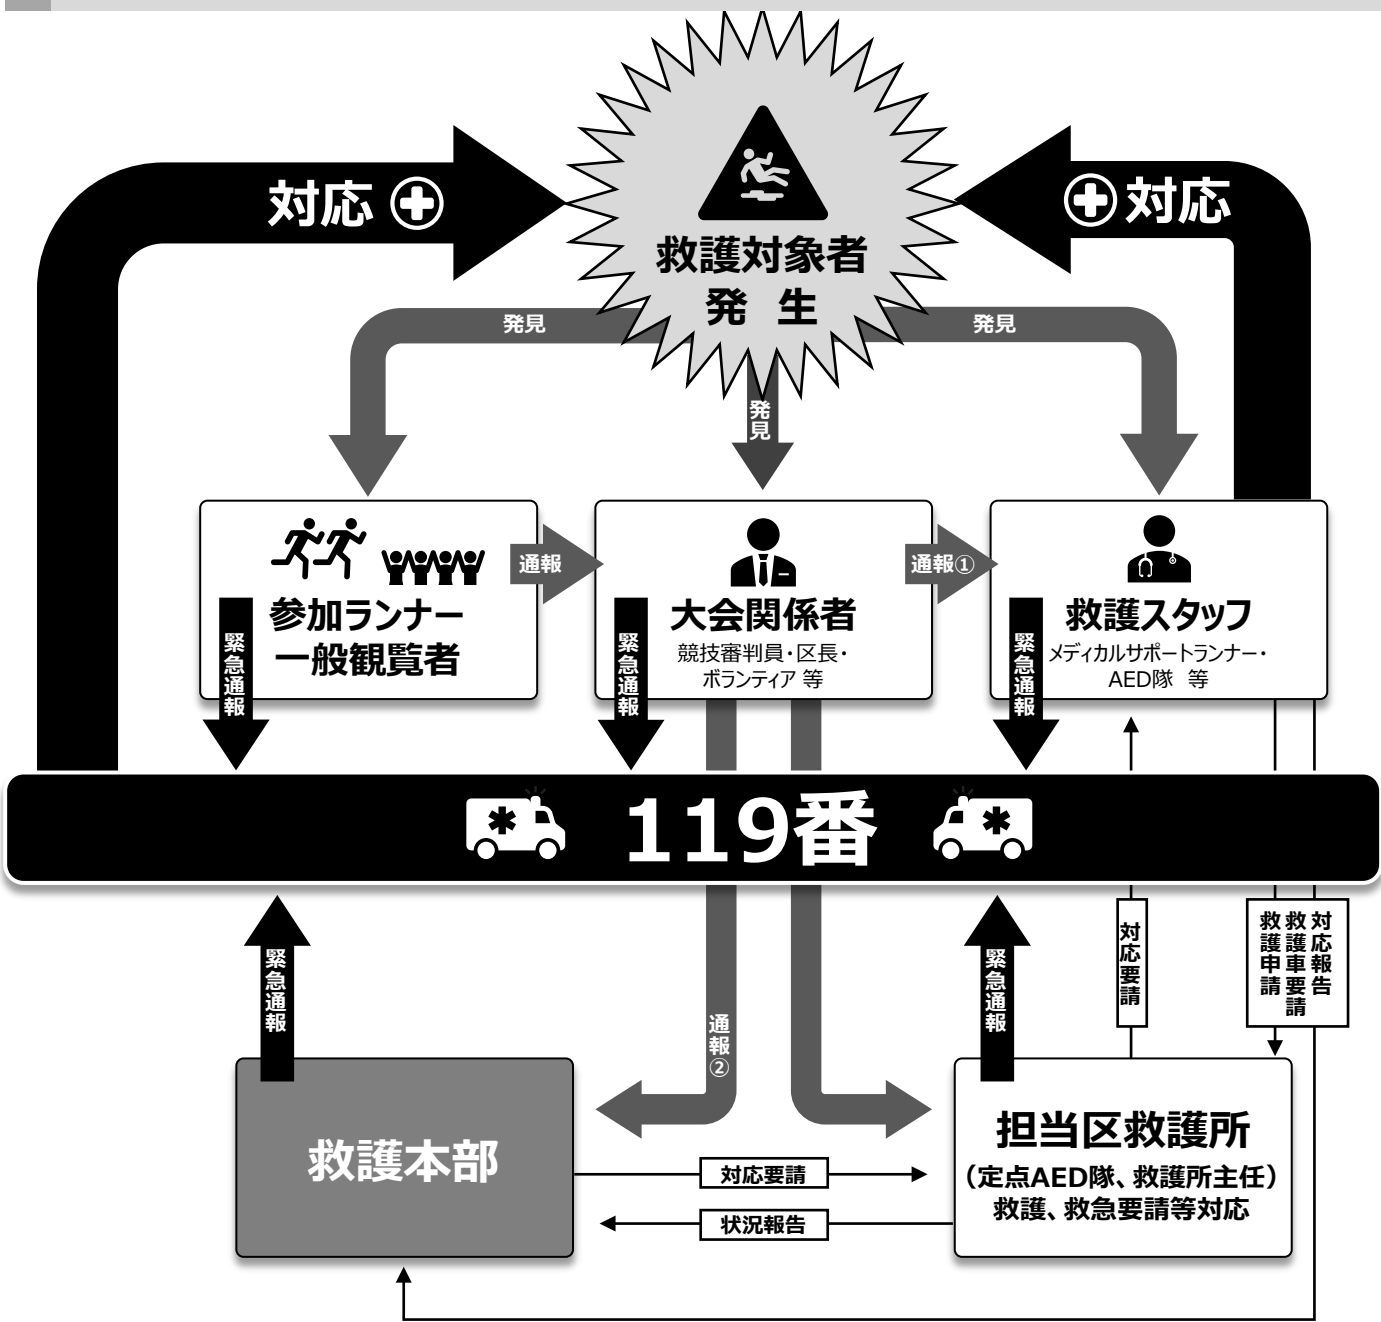 対応
対応
救護対象者
発 生
発見
発見
発見
通報
通報①
参加ランナー
一般観覧者
大会関係者
競技審判員・区長・
ボランティア 等
救護スタッフ
メディカルサポートランナー・
AED隊 等
緊急通報
緊急通報
緊急通報
119番
緊急通報
緊急通報
対応要請
対応報告
救護車要請
救護申請
通報②
救護本部
担当区救護所
（定点AED隊、救護所主任）
救護、救急要請等対応
対応要請
状況報告